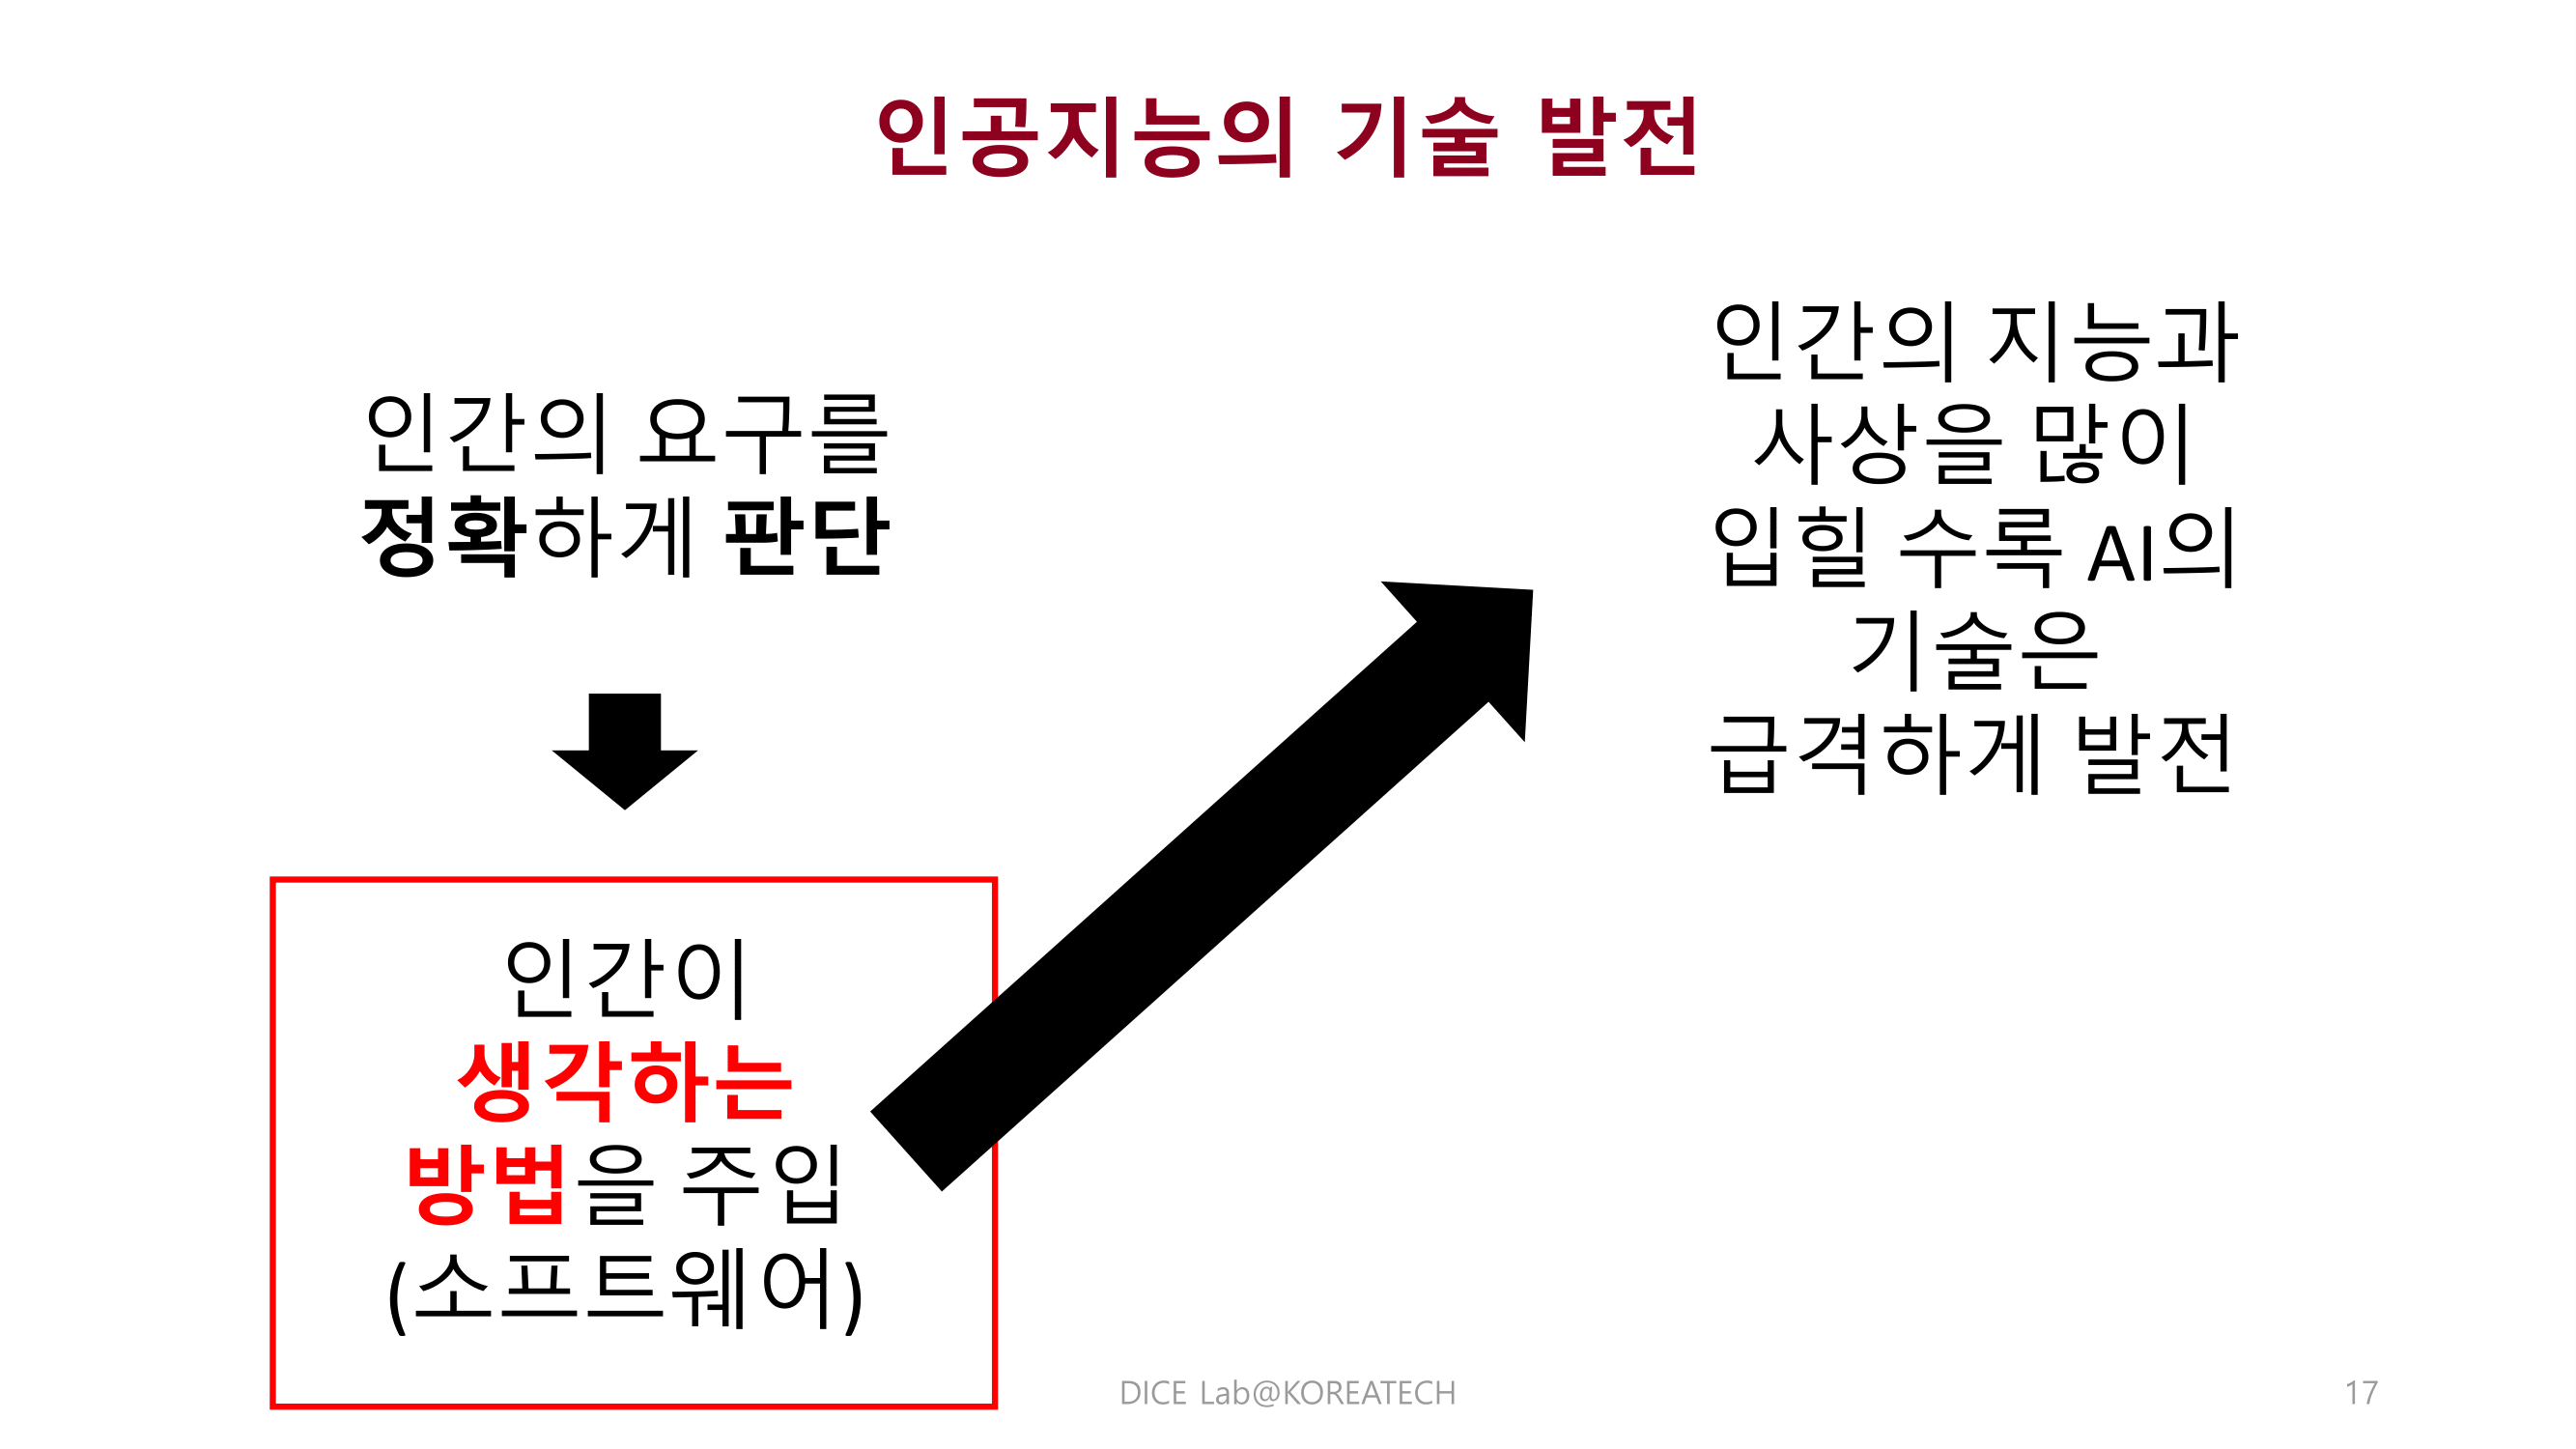 인공지능의 기술 발전
인간의 요구를
정확하게 판단
인간이
생각하는
방법을 주입
(소프트웨어)
인간의 지능과
사상을 많이
입힐 수록 AI의
기술은
급격하게 발전
DICE Lab@KOREATECH
17